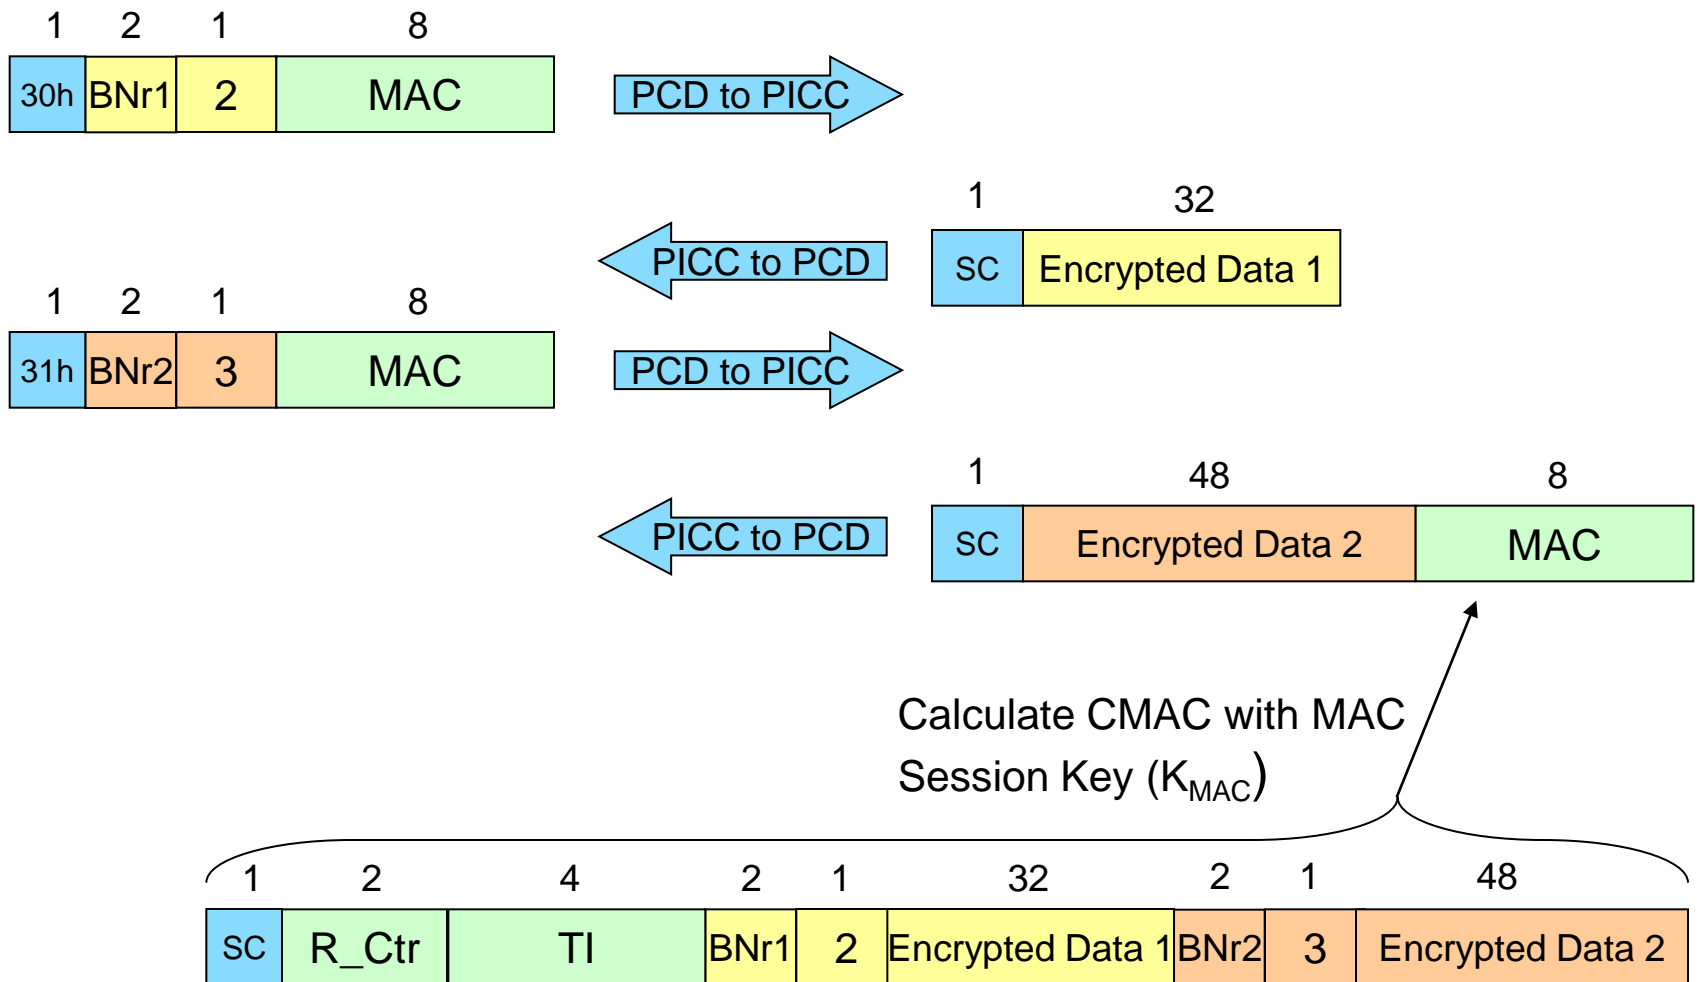 1 2 1 8
30h BNr1 2 MAC
PCD to PICC
1 32
PICC to PCD
SC Encrypted Data 1
1 2 1 8
31h BNr2 3 MAC
PCD to PICC
1 48 8
PICC to PCD
SC Encrypted Data 2 MAC
Calculate CMAC with MAC
Session Key (KMAC)
1 2 4 2 1 32 2 1 48
SC R_Ctr TI BNr1 2 Encrypted Data 1 BNr2 3 Encrypted Data 2